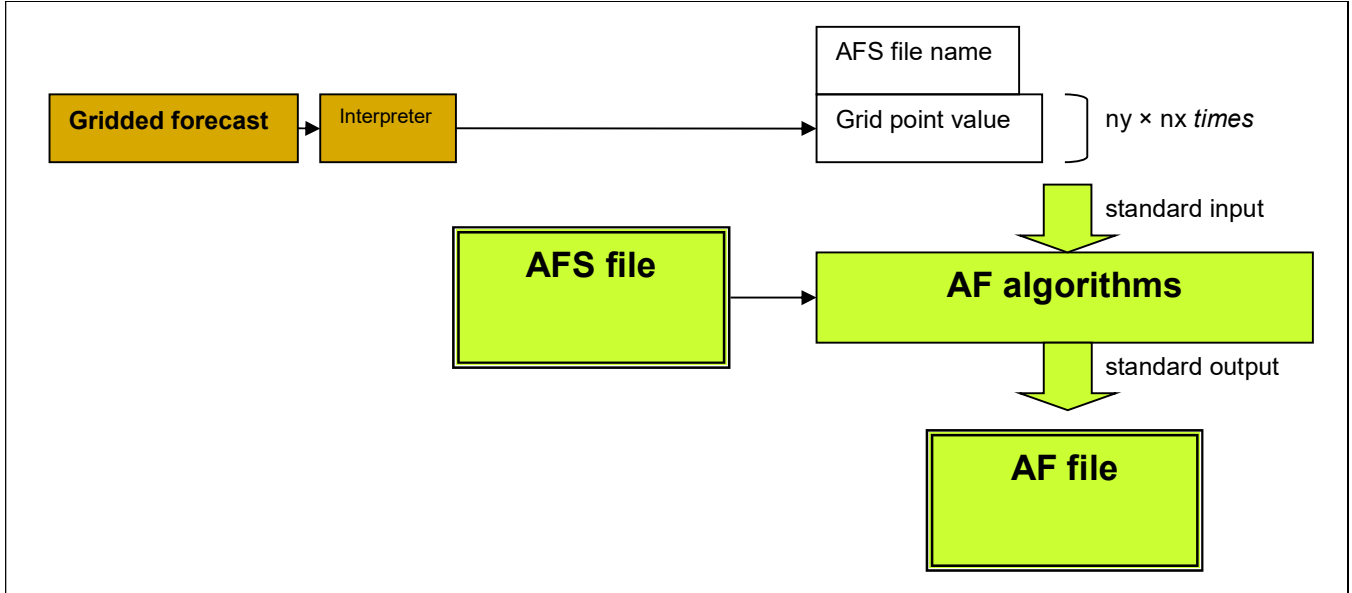 AFS file name
Gridded forecast
Interpreter
Grid point value
ny × nx times
standard input
AFS file
AF algorithms
standard output
AF file